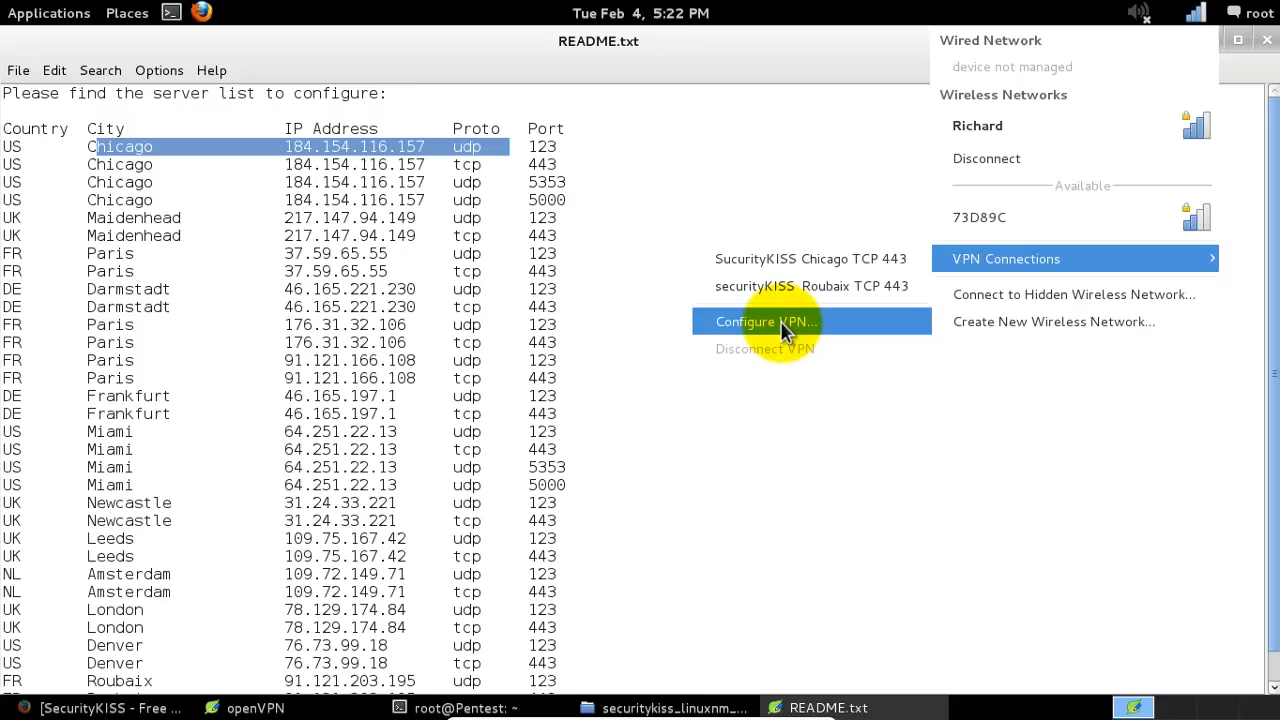 Applications Places Tue Feb 4, 5:22 PM root
README.txt
File Edit Search Options Help
Please find the server list to configure:
Country City IP Address Proto Port
US Chicago 184.154.116.157 udp 123
US Chicago 184.154.116.157 tcp 443
US Chicago 184.154.116.157 udp 5353
US Chicago 184.154.116.157 udp 5000
UK Maidenhead 217.147.94.149 udp 123
UK Maidenhead 217.147.94.149 tcp 443
FR Paris 37.59.65.55 udp 123
FR Paris 37.59.65.55 tcp 443
DE Darmstadt 46.165.221.230 udp 123
DE Darmstadt 46.165.221.230 tcp 443
FR Paris 176.31.32.106 udp 123
FR Paris 176.31.32.106 tcp 443
FR Paris 91.121.166.108 udp 123
FR Paris 91.121.166.108 tcp 443
DE Frankfurt 46.165.197.1 udp 123
DE Frankfurt 46.165.197.1 tcp 443
US Miami 64.251.22.13 udp 123
US Miami 64.251.22.13 tcp 443
US Miami 64.251.22.13 udp 5353
US Miami 64.251.22.13 udp 5000
UK Newcastle 31.24.33.221 udp 123
UK Newcastle 31.24.33.221 tcp 443
UK Leeds 109.75.167.42 udp 123
UK Leeds 109.75.167.42 tcp 443
NL Amsterdam 109.72.149.71 udp 123
NL Amsterdam 109.72.149.71 tcp 443
UK London 78.129.174.84 udp 123
UK London 78.129.174.84 tcp 443
US Denver 76.73.99.18 udp 123
US Denver 76.73.99.18 tcp 443
FR Roubaix 91.121.203.195 udp 123
Wired Network
device not managed
Wireless Networks
Richard
Disconnect
Available
73D89C
VPN Connections
Connect to Hidden Wireless Network...
Create New Wireless Network...
SucurityKISS Chicago TCP 443
securityKISS Roubaix TCP 443
Configure VPN...
Disconnect VPN
[SecurityKISS - Free ... openVPN root@Pentest: ~ securitykiss_linuxnm_... README.txt